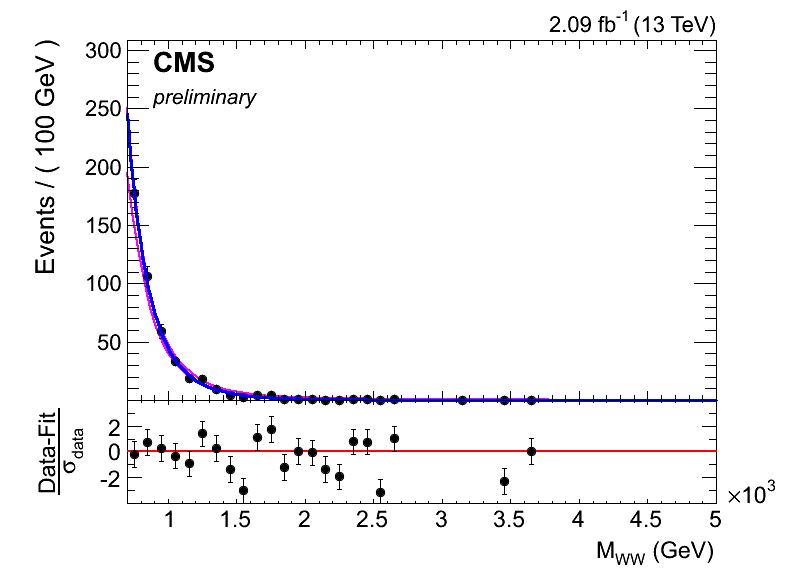 2.09 fb⁻¹ (13 TeV)
CMS
preliminary
Events / ( 100 GeV )
300
250
200
150
100
50
Data-Fit
σdata
2
0
-2
1
1.5
2
2.5
3
3.5
4
4.5
5
×10³
M_WW (GeV)